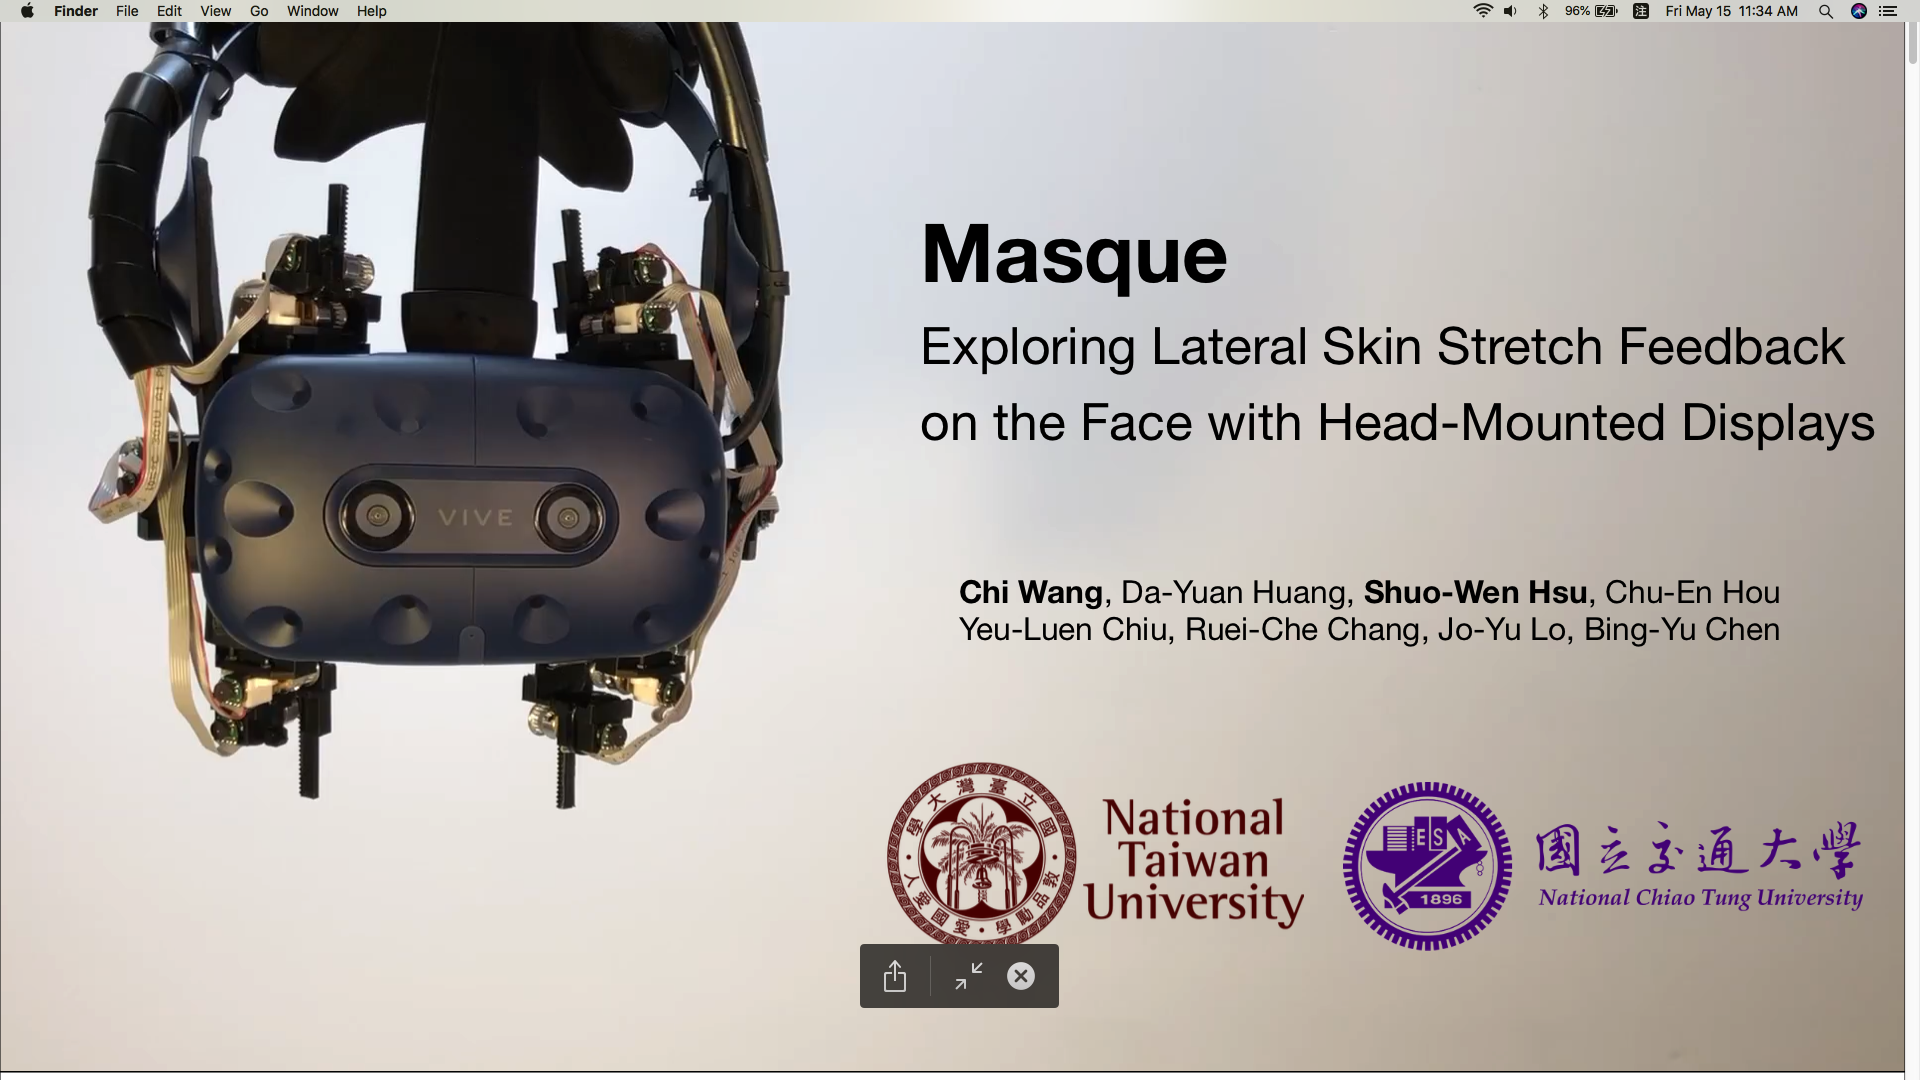 Finder File Edit View Go Window Help
96% 注 Fri May 15 11:34 AM
Masque
Exploring Lateral Skin Stretch Feedback
on the Face with Head-Mounted Displays
VIVE
Chi Wang, Da-Yuan Huang, Shuo-Wen Hsu, Chu-En Hou
Yeu-Luen Chiu, Ruei-Che Chang, Jo-Yu Lo, Bing-Yu Chen
學大灣臺立國
人愛國愛・學勵品敦
National
Taiwan
University
ESA
1896
國立交通大學
National Chiao Tung University